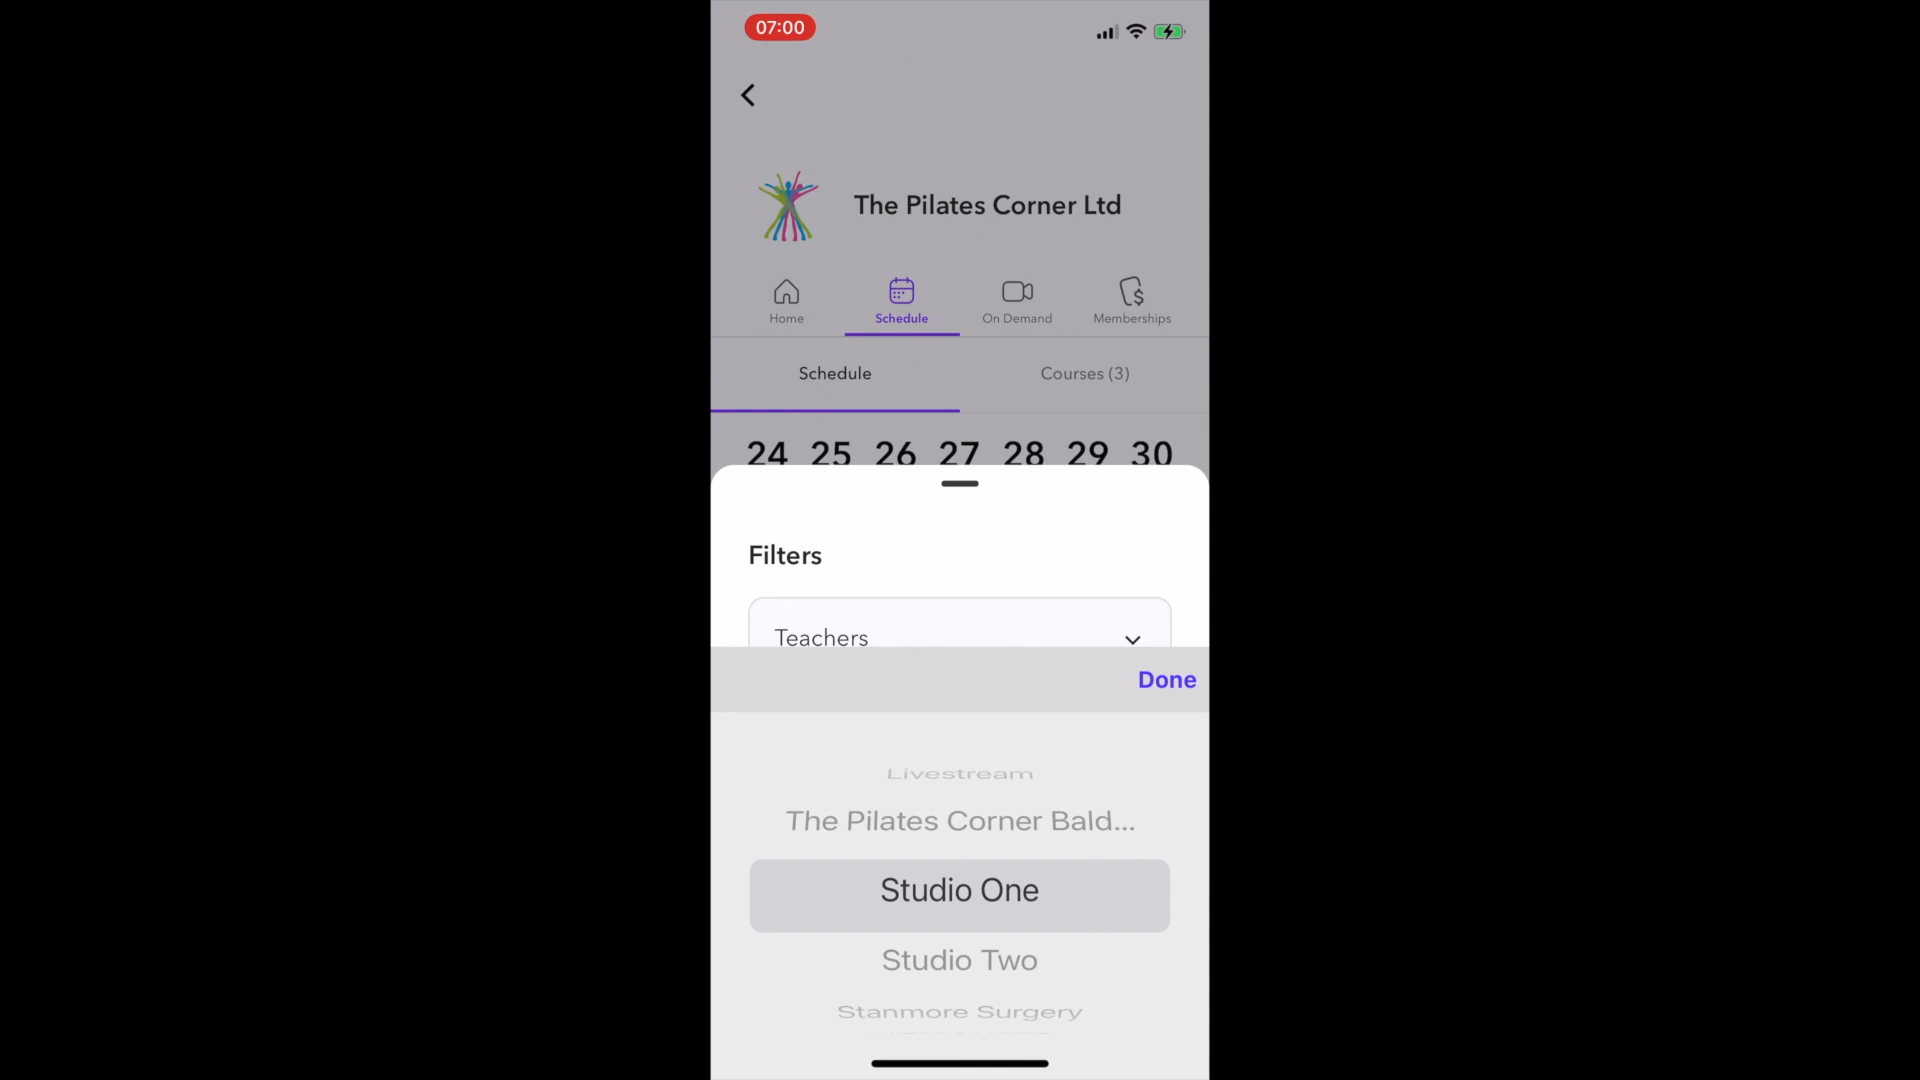 07:00
The Pilates Corner Ltd
Home
Schedule
On Demand
Memberships
Schedule
Courses (3)
24 25 26 27 28 29 30
Filters
Teachers
Done
Livestream
The Pilates Corner Bald...
Studio One
Studio Two
Stanmore Surgery